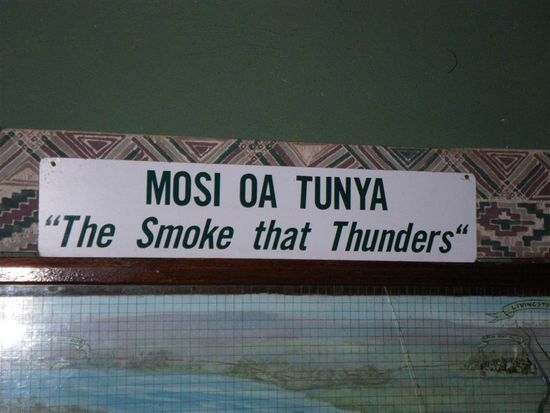 MOSI OA TUNYA
“The Smoke that Thunders“